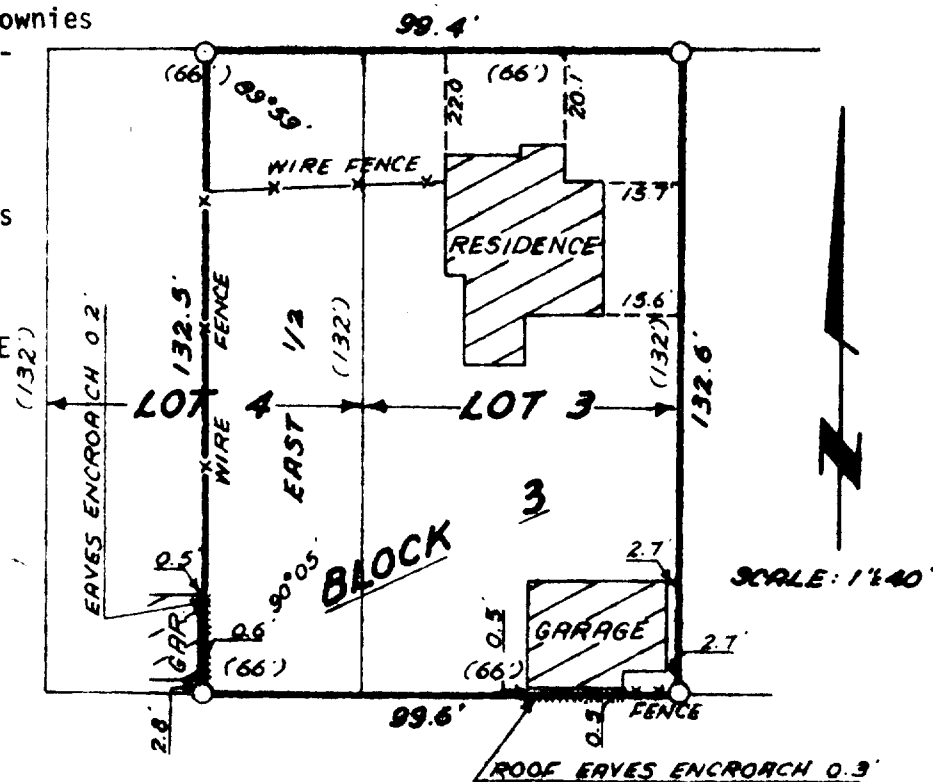 ownies
99.4'
(66')
(66')
89°59'
22.0
20.1
WIRE FENCE
15.7'
s
RESIDENCE
15.6'
E
(132')
EAVES ENCROACH 0.2'
132.5'
WIRE FENCE
EAST 1/2
(132')
(132')
132.6'
LOT 4
LOT 3
3
BLOCK
90°05'
N
SCALE: 1"=40'
0.5'
2.7'
GAR.
0.6'
0.5'
GARAGE
2.7'
(66')
(66')
2.8'
99.6'
FENCE
ROOF EAVES ENCROACH 0.3'